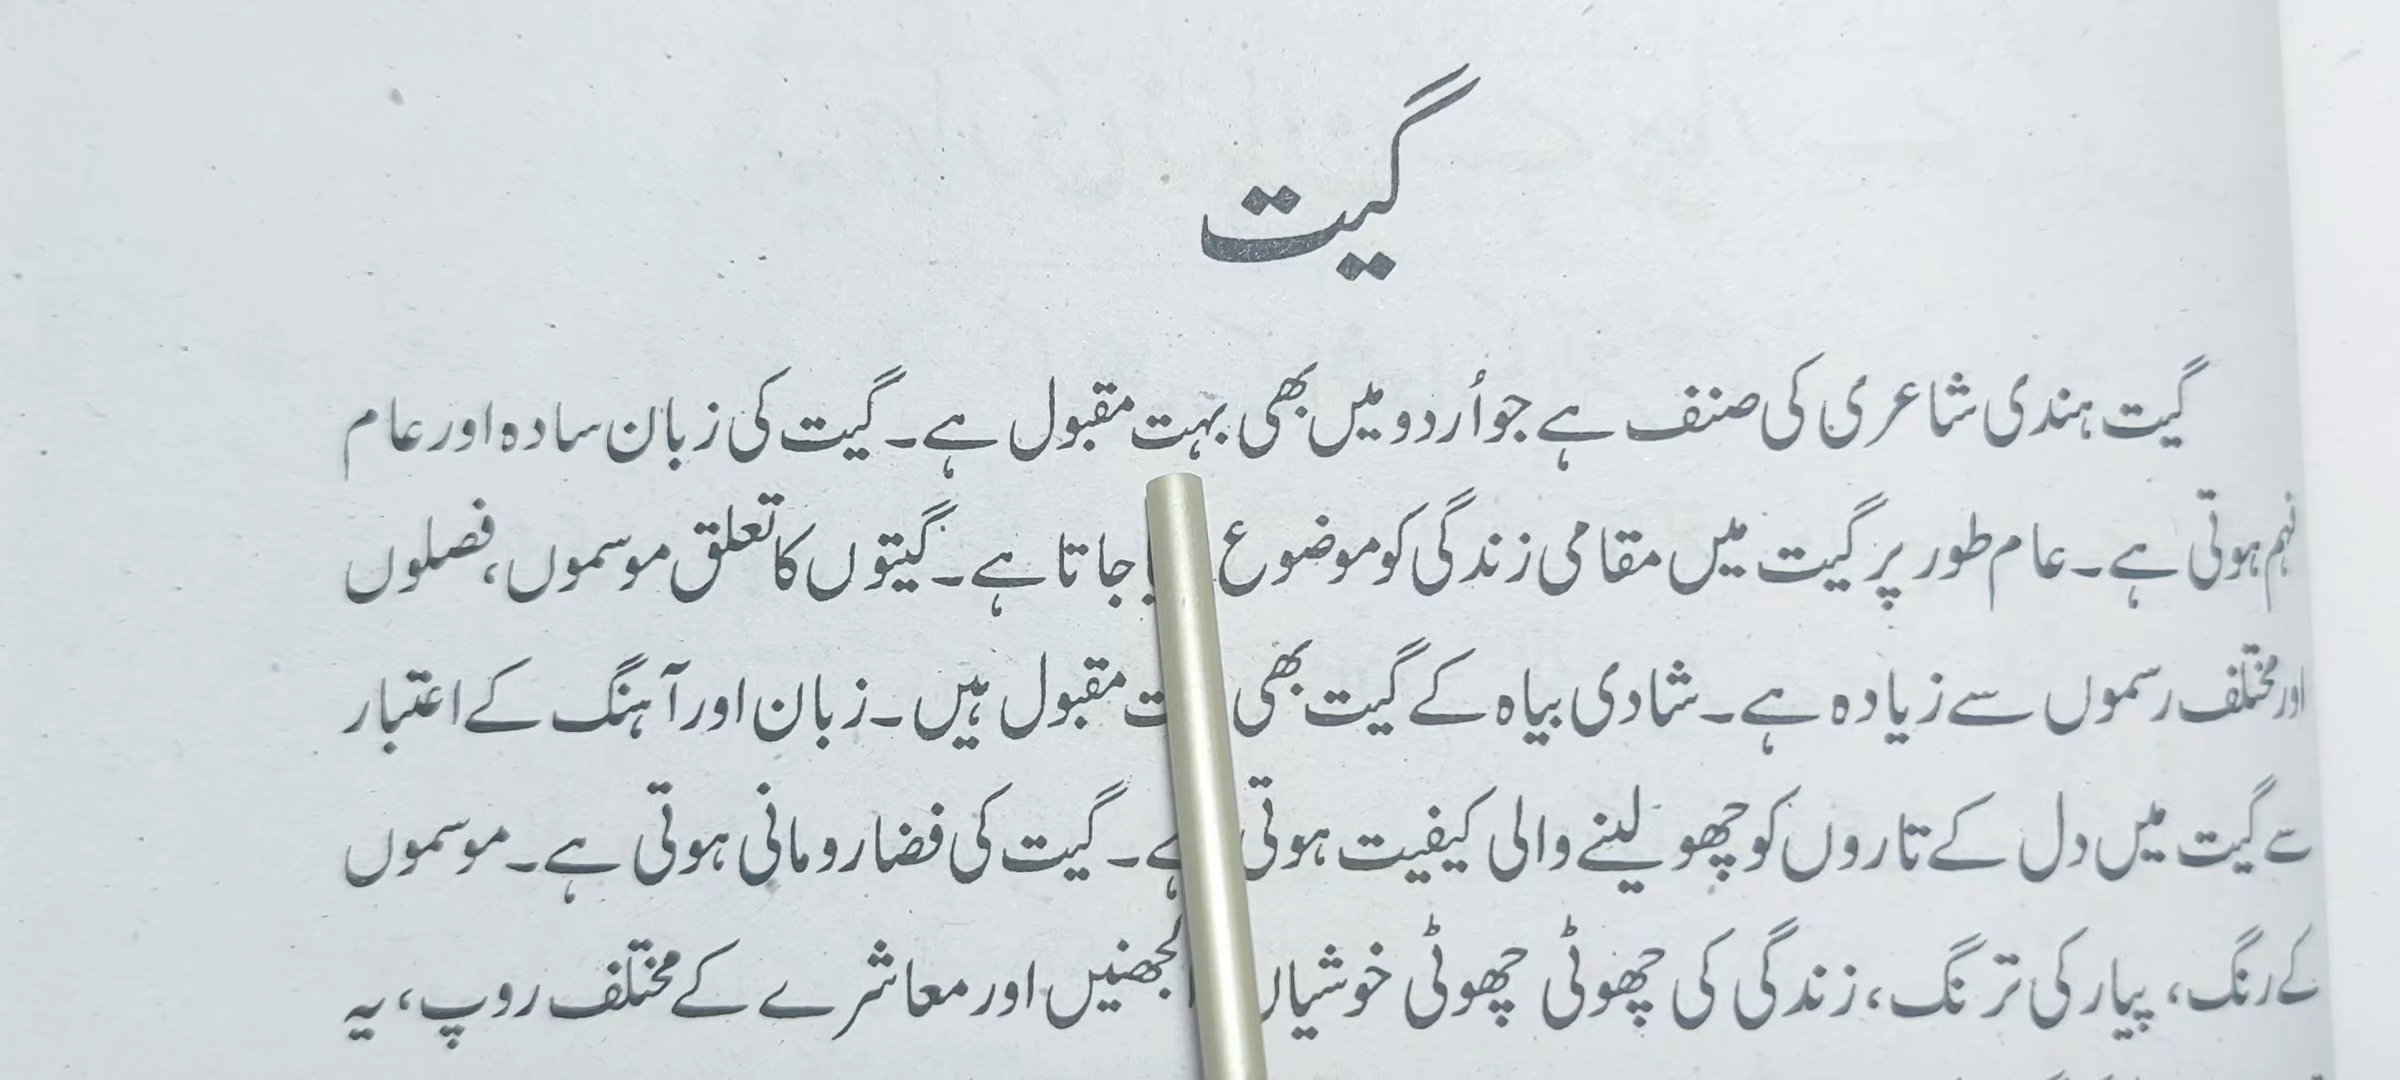 گیت
گیت ہندی شاعری کی صنف ہے جو اُردو میں بھی بہت مقبول ہے۔ گیت کی زبان سادہ اور عام
فہم ہوتی ہے۔ عام طور پر گیت میں مقامی زندگی کو موضوع جاتا ہے۔ گیتوں کا تعلق موسموں، فصلوں
اور مختلف رسموں سے زیادہ ہے۔ شادی بیاہ کے گیت بھی مقبول ہیں۔ زبان اور آہنگ کے اعتبار
سے گیت میں دل کے تاروں کو چھو لینے والی کیفیت ہوتی ہے۔ گیت کی فضا رومانی ہوتی ہے۔ موسموں
کے رنگ، پیار کی ترنگ، زندگی کی چھوٹی چھوٹی خوشیاں الجھنیں اور معاشرے کے مختلف روپ، یہ